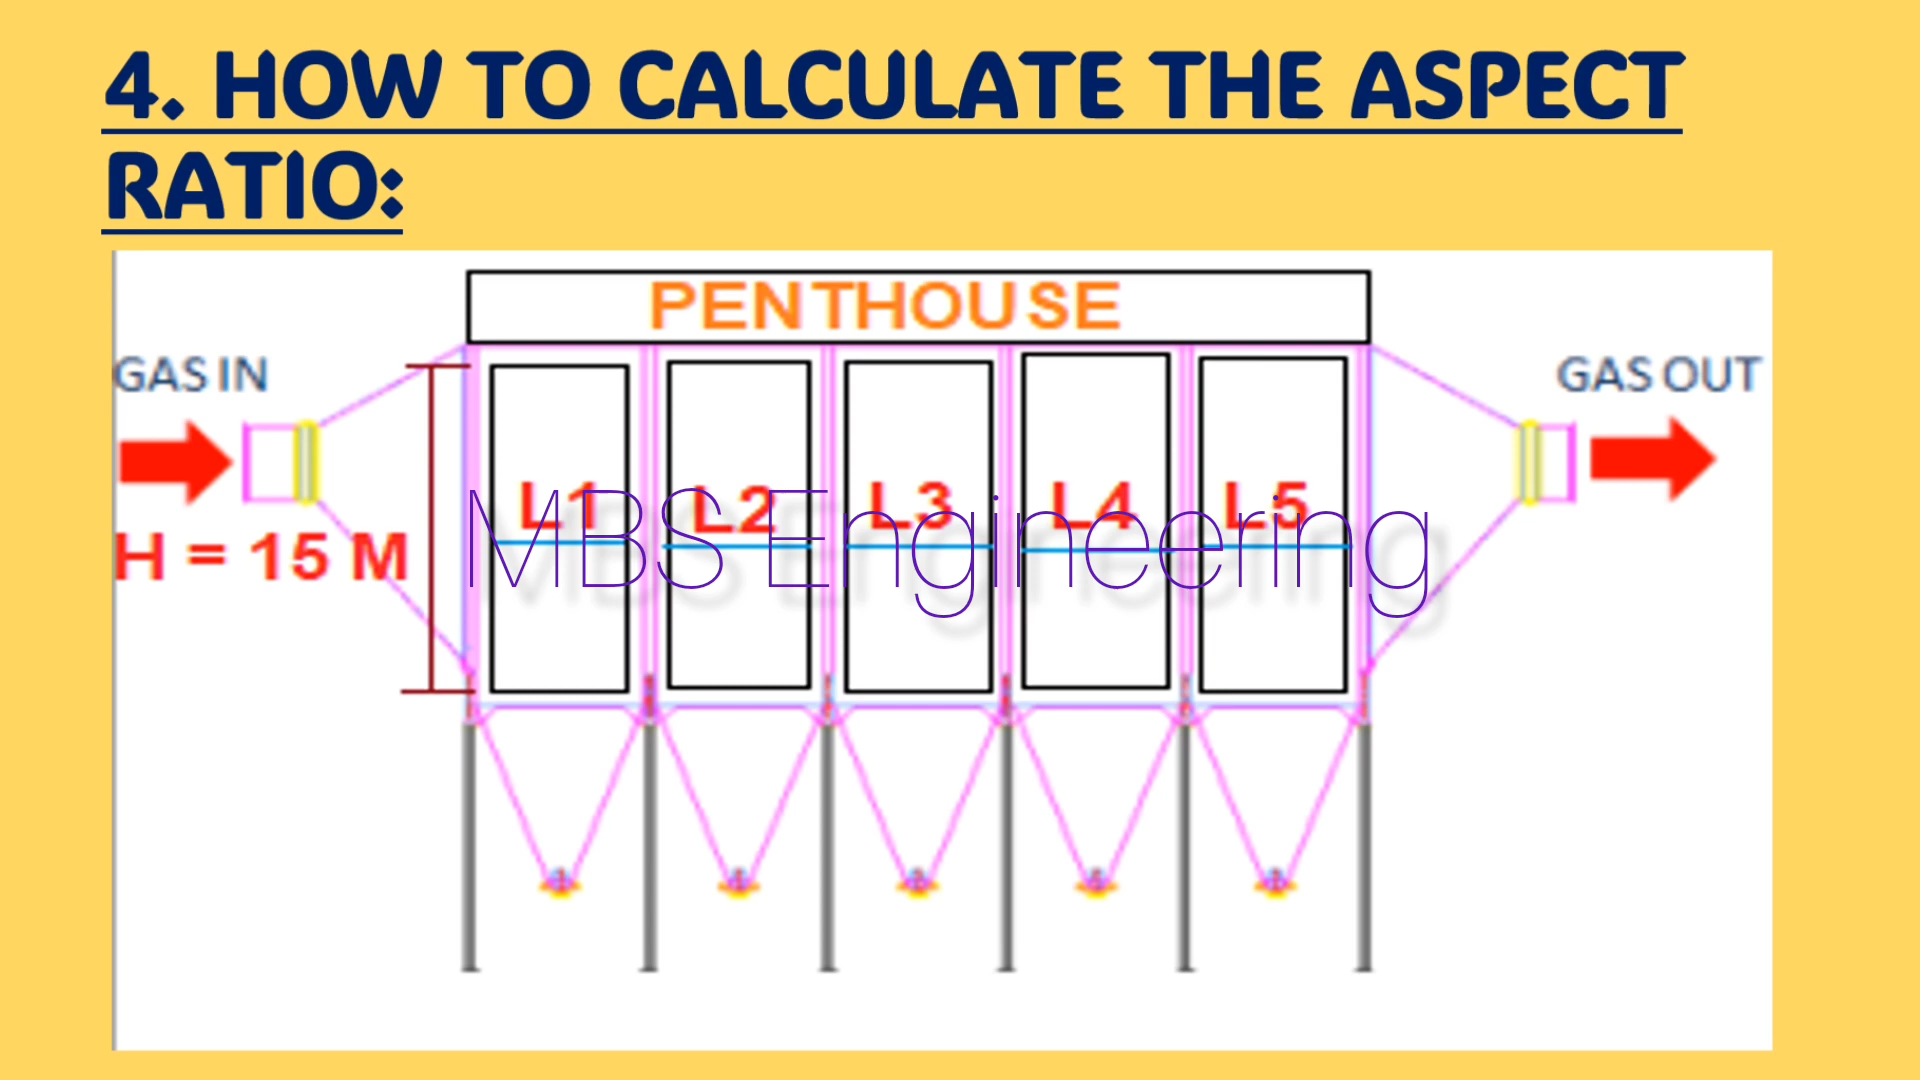 4. HOW TO CALCULATE THE ASPECT
RATIO:
PENTHOUSE
GAS IN
GAS OUT
L1 L2 L3 L4 L5
MBS Engineering
H = 15 M